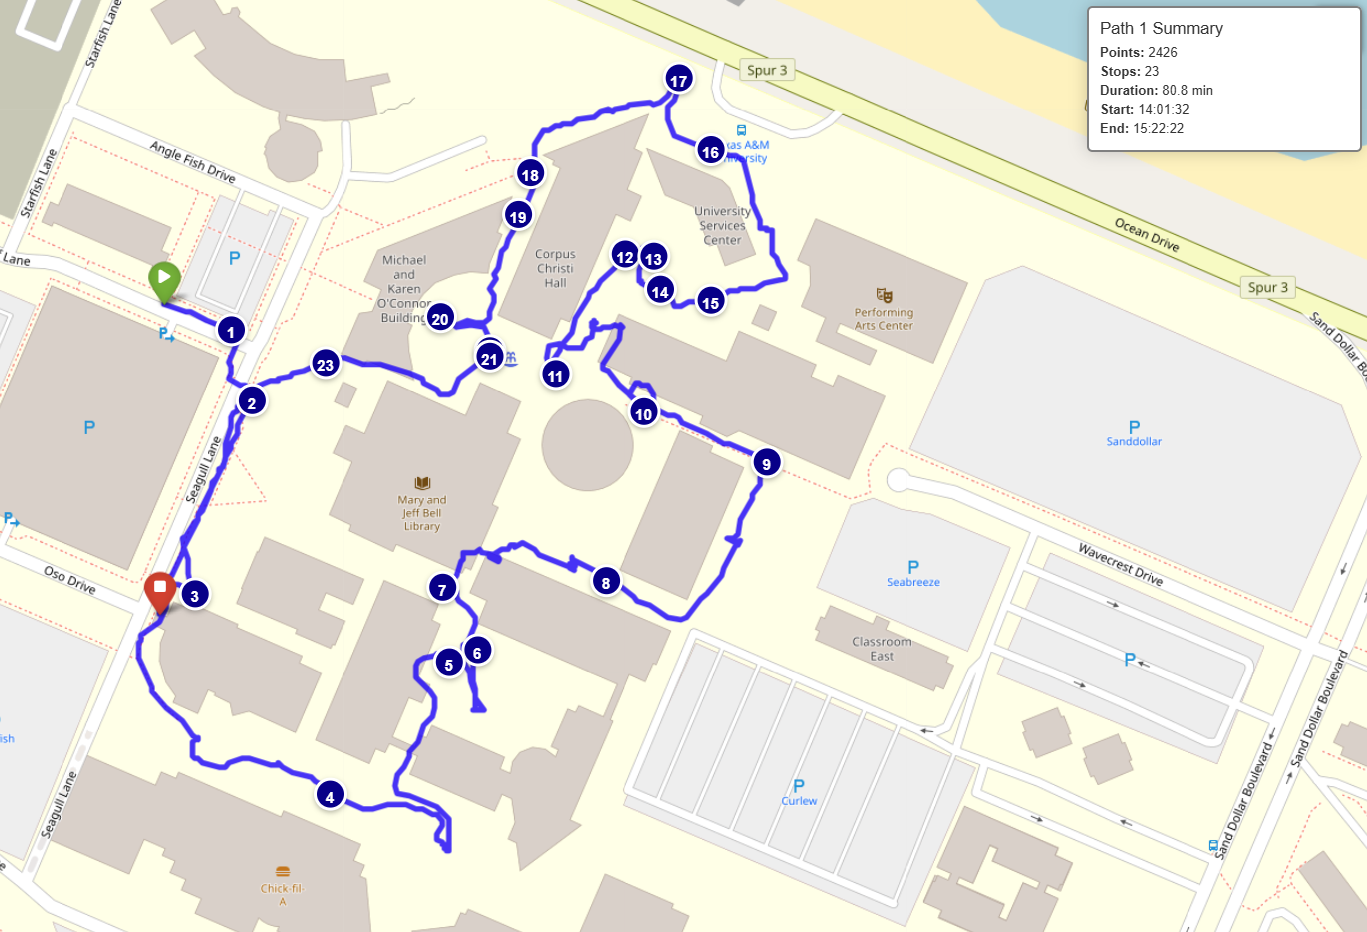 Path 1 Summary
Points: 2426
Stops: 23
Duration: 80.8 min
Start: 14:01:32
End: 15:22:22
Starfish Lane
Spur 3
17
Angle Fish Drive
16
xas A&M
iversity
18
Starfish Lane
19
University
Services
Center
Ocean Drive
P
Michael
and
Karen
O'Connor
Building
Corpus
Christi
Hall
12
13
14
15
Spur 3
Lane
Performing
Arts Center
20
1
P
21
23
11
Sand Dollar Bo
2
10
P
P
Sanddollar
Seagull Lane
9
Mary and
Jeff Bell
Library
P
Wavecrest Drive
Oso Drive
P
Seabreeze
3
7
8
Classroom
East
5
6
P
ish
Sand Dollar Boulevard
4
P
Curlew
Seagull Lane
Sand Dollar Boulevard
Chick-fil-
A